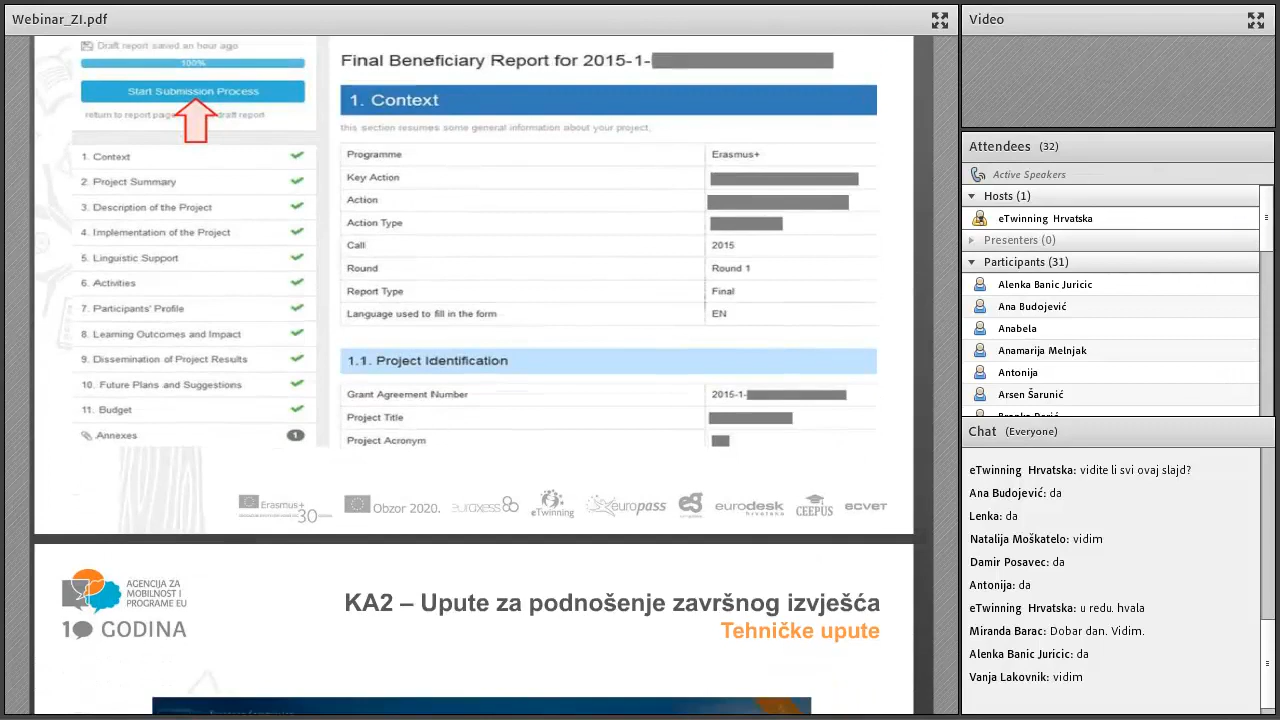 Webinar_ZI.pdf
Draft report saved an hour ago
100%
Start Submission Process
return to report page draft report
1. Context
2. Project Summary
3. Description of the Project
4. Implementation of the Project
5. Linguistic Support
6. Activities
7. Participants' Profile
8. Learning Outcomes and Impact
9. Dissemination of Project Results
10. Future Plans and Suggestions
11. Budget
Annexes 1
Final Beneficiary Report for 2015-1-
1. Context
this section resumes some general information about your project.
Programme Erasmus+
Key Action
Action
Action Type
Call 2015
Round Round 1
Report Type Final
Language used to fill in the form EN
1.1. Project Identification
Grant Agreement Number 2015-1-
Project Title
Project Acronym
Erasmus+ 30
Obzor 2020.
euraxess
eTwinning
europass
eurodesk
hrvatska
CEEPUS
ECVET
AGENCIJA ZA
MOBILNOST I
PROGRAME EU
10 GODINA
KA2 – Upute za podnošenje završnog izvješća
Tehničke upute
Video
Attendees (32)
Active Speakers
Hosts (1)
eTwinning Hrvatska
Presenters (0)
Participants (31)
Alenka Banic Juricic
Ana Budojević
Anabela
Anamarija Melnjak
Antonija
Arsen Šarunić
Chat (Everyone)
eTwinning Hrvatska: vidite li svi ovaj slajd?
Ana Budojević: da
Lenka: da
Natalija Moškatelo: vidim
Damir Posavec: da
Antonija: da
eTwinning Hrvatska: u redu. hvala
Miranda Barac: Dobar dan. Vidim.
Alenka Banic Juricic: da
Vanja Lakovnik: vidim